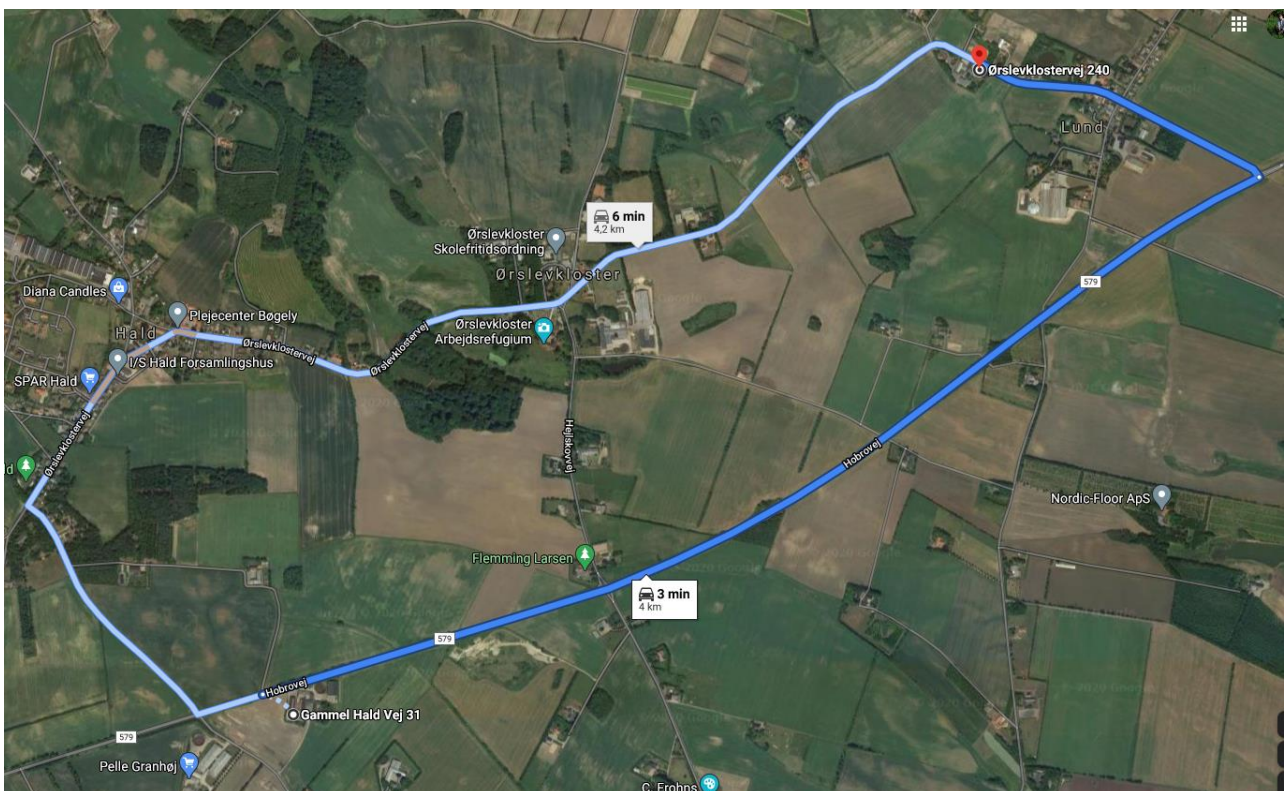 Ørslevklostervej 240
Lund
6 min
4,2 km
Ørslevkloster
Skolefritidsordning
Ørslevkloster
579
Diana Candles
Plejecenter Bøgely
Hald
Ørslevklostervej
Ørslevklostervej
Ørslevkloster
Arbejdsrefugium
I/S Hald Forsamlingshus
SPAR Hald
Ørslevklostervej
Hejlskovvej
Hobrovej
Nordic-Floor ApS
Flemming Larsen
3 min
4 km
579
Hobrovej
Gammel Hald Vej 31
579
Pelle Granhøj
C. Frohns